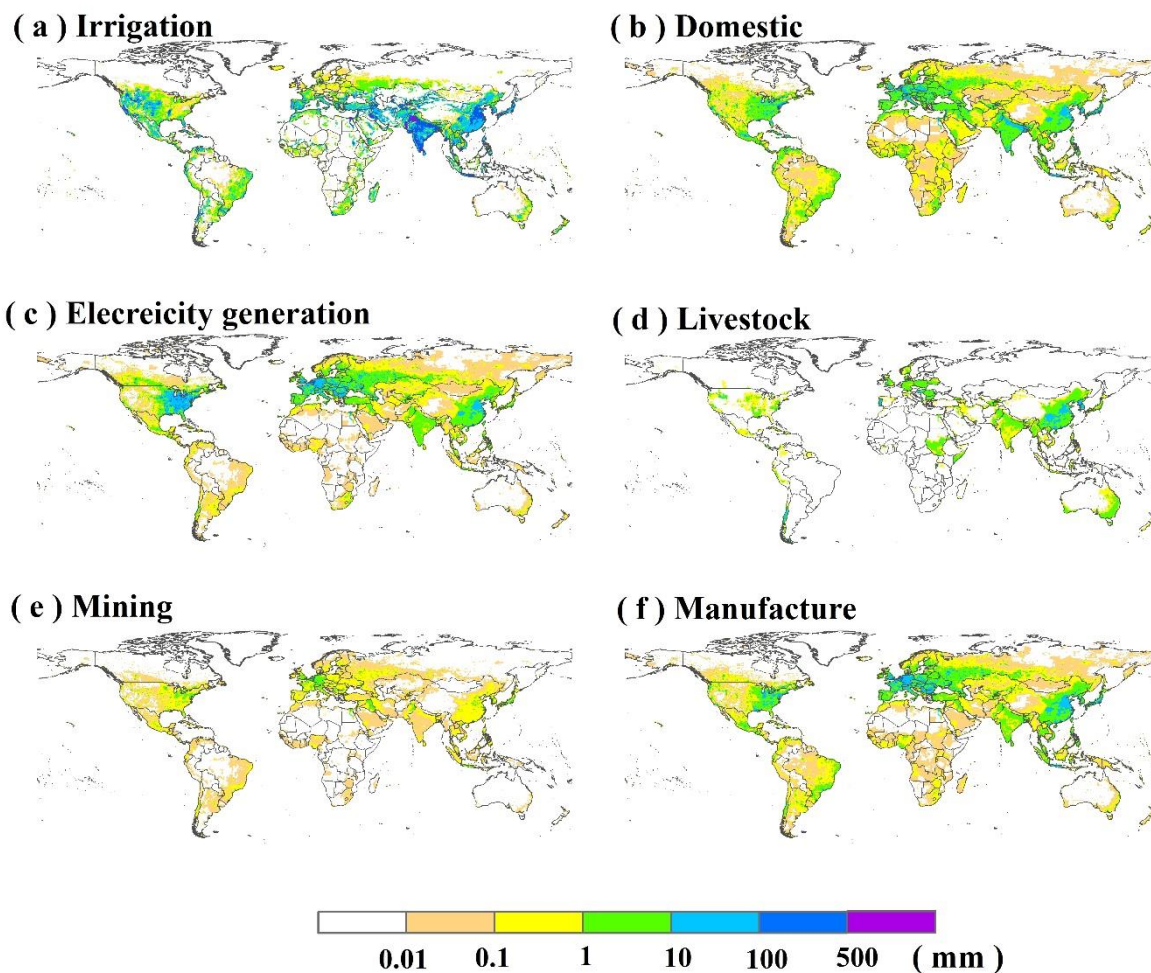 ( a ) Irrigation
( b ) Domestic
( c ) Elecreicity generation
( d ) Livestock
( e ) Mining
( f ) Manufacture
0.01 0.1 1 10 100 500 ( mm )